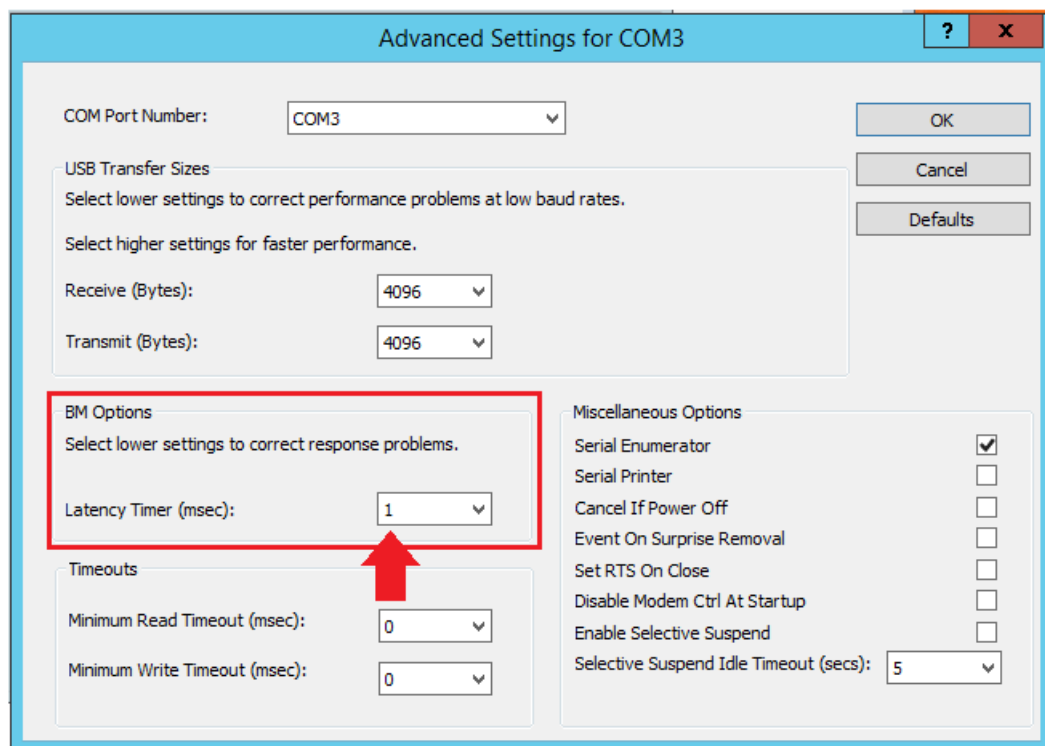 Advanced Settings for COM3
? x
COM Port Number: COM3
OK
USB Transfer Sizes
Cancel
Select lower settings to correct performance problems at low baud rates.
Defaults
Select higher settings for faster performance.
Receive (Bytes): 4096
Transmit (Bytes): 4096
BM Options
Select lower settings to correct response problems.
Latency Timer (msec): 1
Timeouts
Minimum Read Timeout (msec): 0
Minimum Write Timeout (msec): 0
Miscellaneous Options
Serial Enumerator
Serial Printer
Cancel If Power Off
Event On Surprise Removal
Set RTS On Close
Disable Modem Ctrl At Startup
Enable Selective Suspend
Selective Suspend Idle Timeout (secs): 5